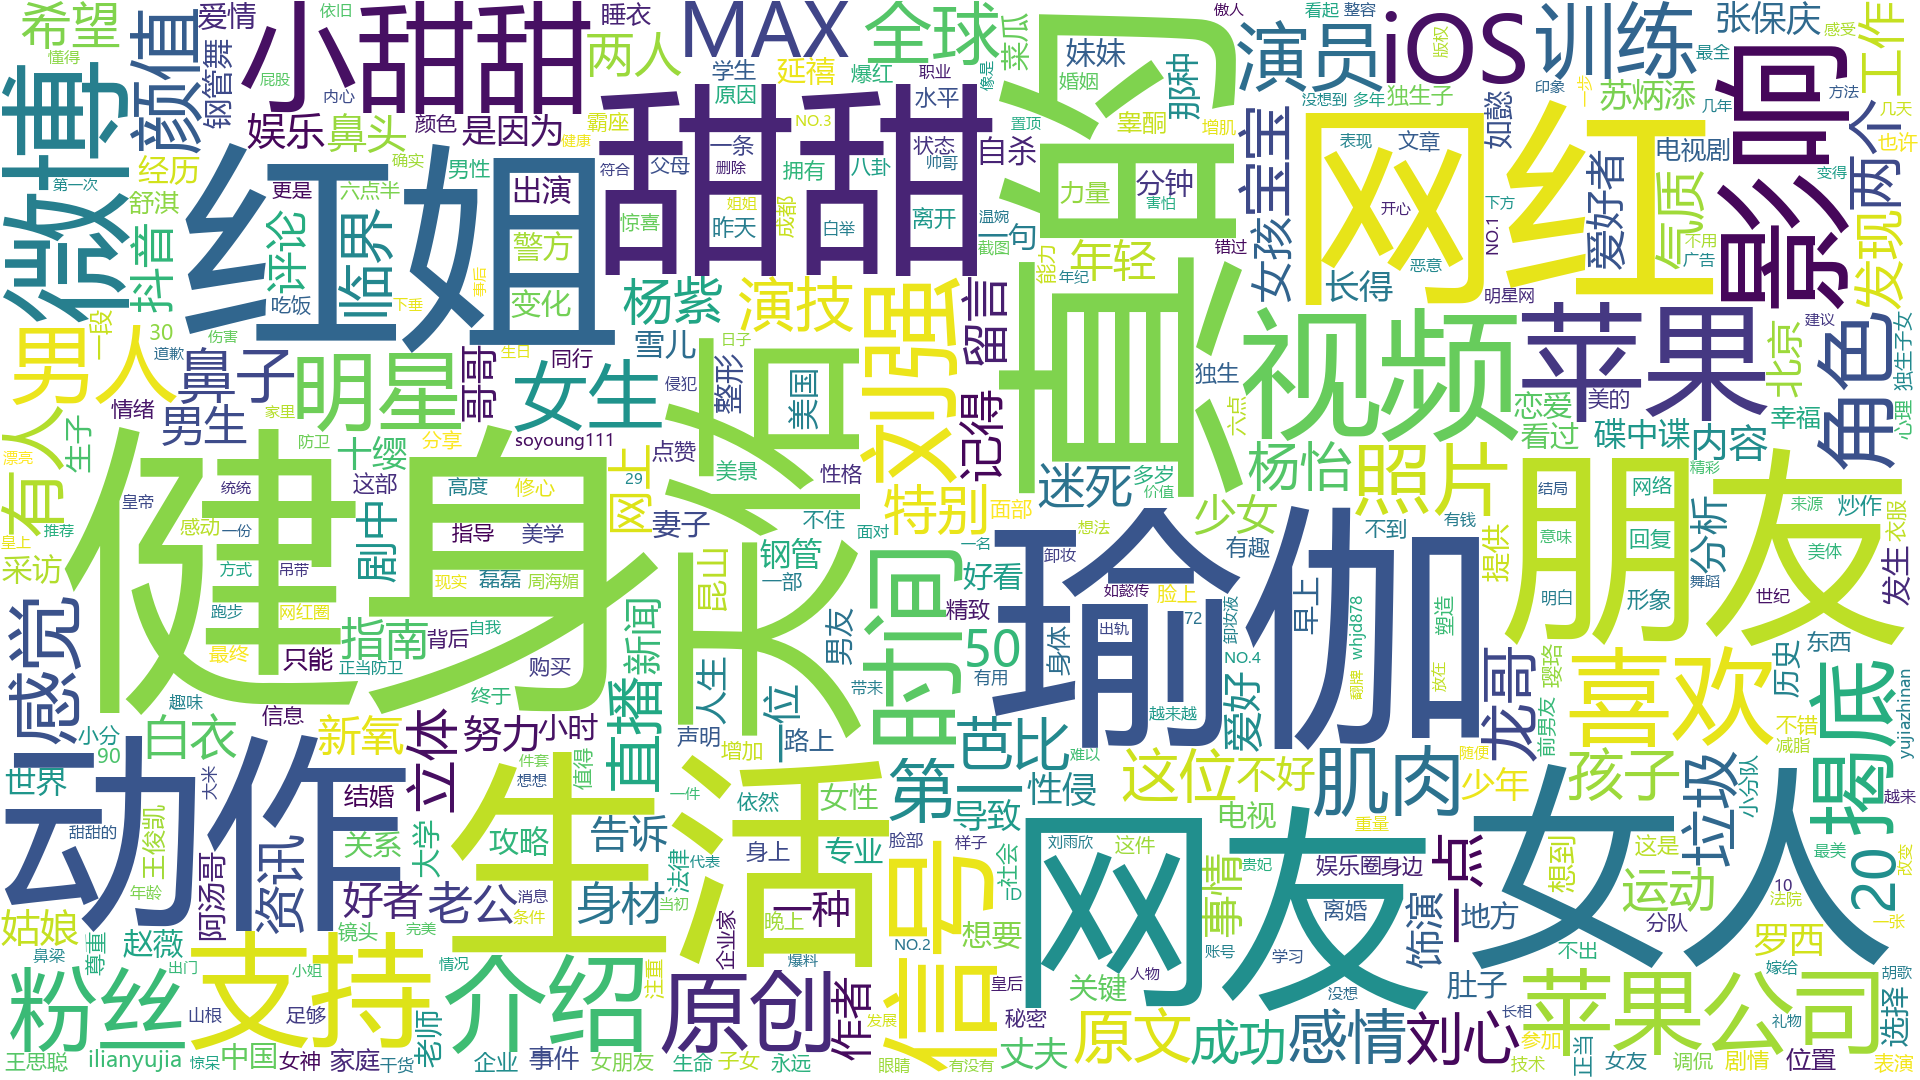 希望
懂得
爱情
依旧
睡衣
小甜甜
MAX
全球
傲人
看起
整容
张保庆
感受
最全
版权
微博
颜值
钢管舞
娱乐
内心
屁股
两人
学生
原因
延禧
爆红
职业
水平
菜瓜
像是
妹妹
婚姻
那种
演员
iOS
没想到
多年
独生子
训练
印象
一步
几年
方法
几天
工作
也许
苏炳添
影响
两个
鼻头
颜色
是因为
霸座
NO.3
一条
状态
置顶
睾酮
增肌
经历
确实
健康
父母
删除
八卦
帅哥
自杀
分钟
力量
害怕
宝宝
女孩
表现
文章
如懿
电视剧
爱好者
气质
变得
发现
第一次
舒淇
更是
男性
六点半
出演
符合
拥有
姐姐
昨天
成都
白举
离开
温婉
一句
截图
错过
甜甜
真的
网红
开心
下方
NO.1
不用
广告
红姐
评论
临界
警方
惊喜
抖音
变化
吃饭
下垂
事后
杨紫
演技
刘强
留言
能力
年轻
年纪
恶意
长得
明星网
建议
一段
30
伤害
道歉
男人
鼻子
明星
哥哥
同行
生日
雪儿
日子
侵犯
整形
美国
记得
独生
六点
视频
苹果
北京
角色
独生子女
心理
情绪
家里
男生
女生
soyoung111
恋爱
美的
幸福
看过
碟中谍
内容
有人
漂亮
生子
防卫
十缨
分享
点赞
美景
性格
29
网上
迷死
多岁
价值
杨怡
照片
朋友
精彩
皇帝
统统
这部
高度
修心
妻子
不住
特别
面部
少女
不到
有钱
结局
网络
分析
来源
炒作
衣服
推荐
感动
一份
指导
美学
佑
钢管
面对
一名
想法
有趣
提供
意味
回复
美体
皇上
采访
方式
吊带
剧中
现实
磊磊
周海媚
昆山
一部
好看
卸妆
如懿传
脸上
早上
舞蹈
发生
健身
跑步
网红圈
自我
天
时间
精致
出轨
72
卸妆液
whjd878
塑造
明白
形象
世纪
感觉
最终
指南
背后
只能
正当防卫
购买
新闻
男友
50
身体
NO.4
瑜伽
翻牌
放在
龙哥
前男友
璎珞
历史
东西
趣味
信息
终于
直播
人生
带来
有用
越来越
爱好
喜欢
揭底
yujiazhinan
小分
90
白衣
新氧
立体
努力
小时
一位
声明
增加
路上
芭比
难以
这位
不好
随便
不错
减脂
世界
大米
结婚
件套
想想
值得
一件
依然
女性
第一
导致
性侵
肌肉
少年
孩子
小分队
越来
动作
甜甜的
王俊凯
关系
大学
攻略
告诉
生活
脸部
样子
刘雨欣
这件
电视
重量
垃圾
20
最美
资讯
年龄
阿汤哥
好者
老公
消息
身材
法律
代表
身上
专业
社会
ID
网友
贵妃
娱乐圈身边
一点
女人
想到
这是
运动
10
法院
一张
改变
姑娘
赵薇
镜头
完美
条件
当初
企业家
晚上
一种
信号
NO.2
想要
事情
账号
离婚
饰演
地方
分队
罗西
鼻梁
尊重
出门
小姐
支持
情况
注重
爆料
皇后
关键
人物
学习
肚子
不出
嫁给
胡歌
粉丝
山根
足够
老师
介绍
原创
作者
秘密
没想
感情
刘心
长相
苹果公司
礼物
选择
王思聪
ilianyujia
惊呆
中国
女神
家庭
干货
企业
事件
女朋友
生命
子女
永远
发展
眼睛
有没有
丈夫
原文
成功
技术
参加
正当
女友
调侃
剧情
位置
表演